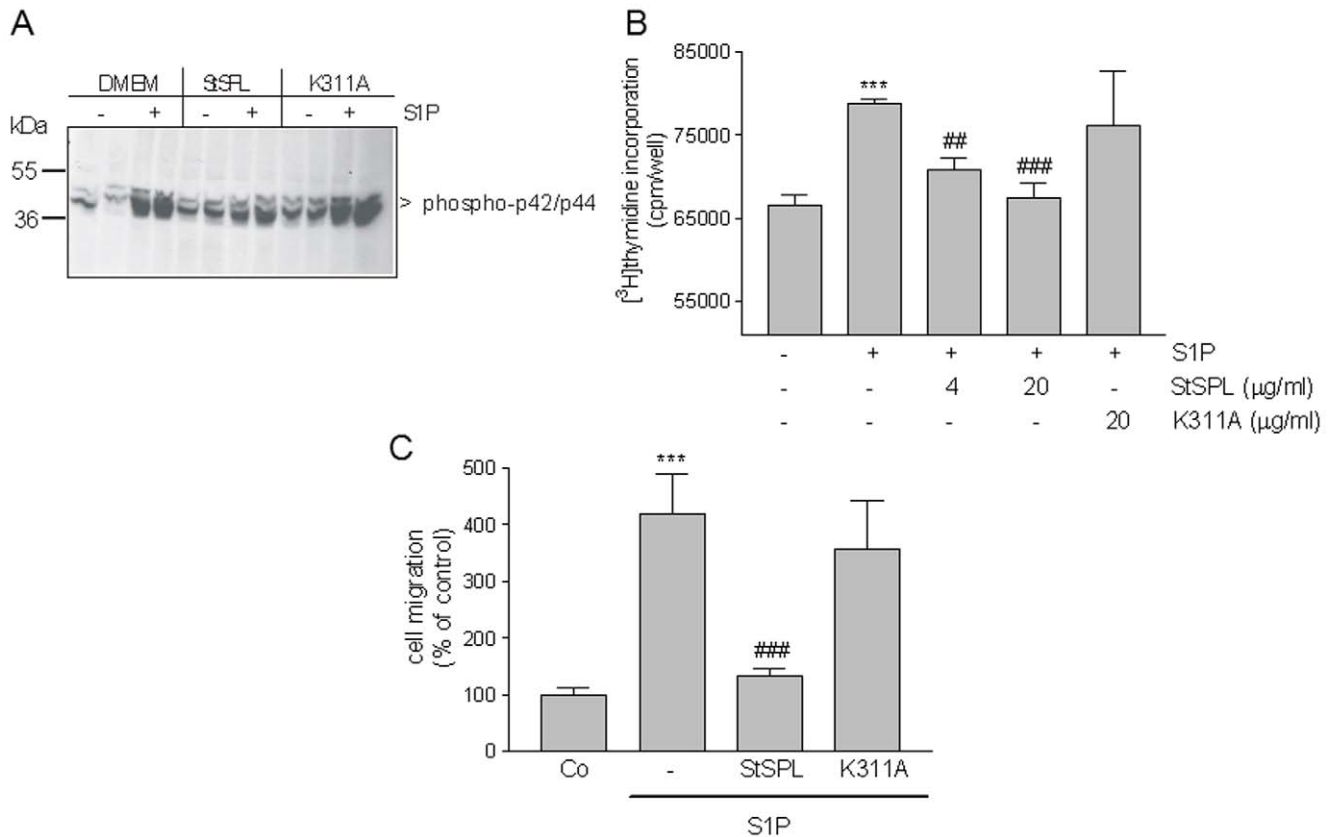 A
DMEM StSPL K311A
- + - + - + S1P
kDa
55
36
> phospho-p42/p44
B
[³H]thymidine incorporation
(cpm/well)
85000
75000
65000
55000
***
##
###
- + + + + S1P
- - 4 20 - StSPL (μg/ml)
- - - - 20 K311A (μg/ml)
C
cell migration
(% of control)
500
400
300
200
100
0
***
###
Co - StSPL K311A
S1P